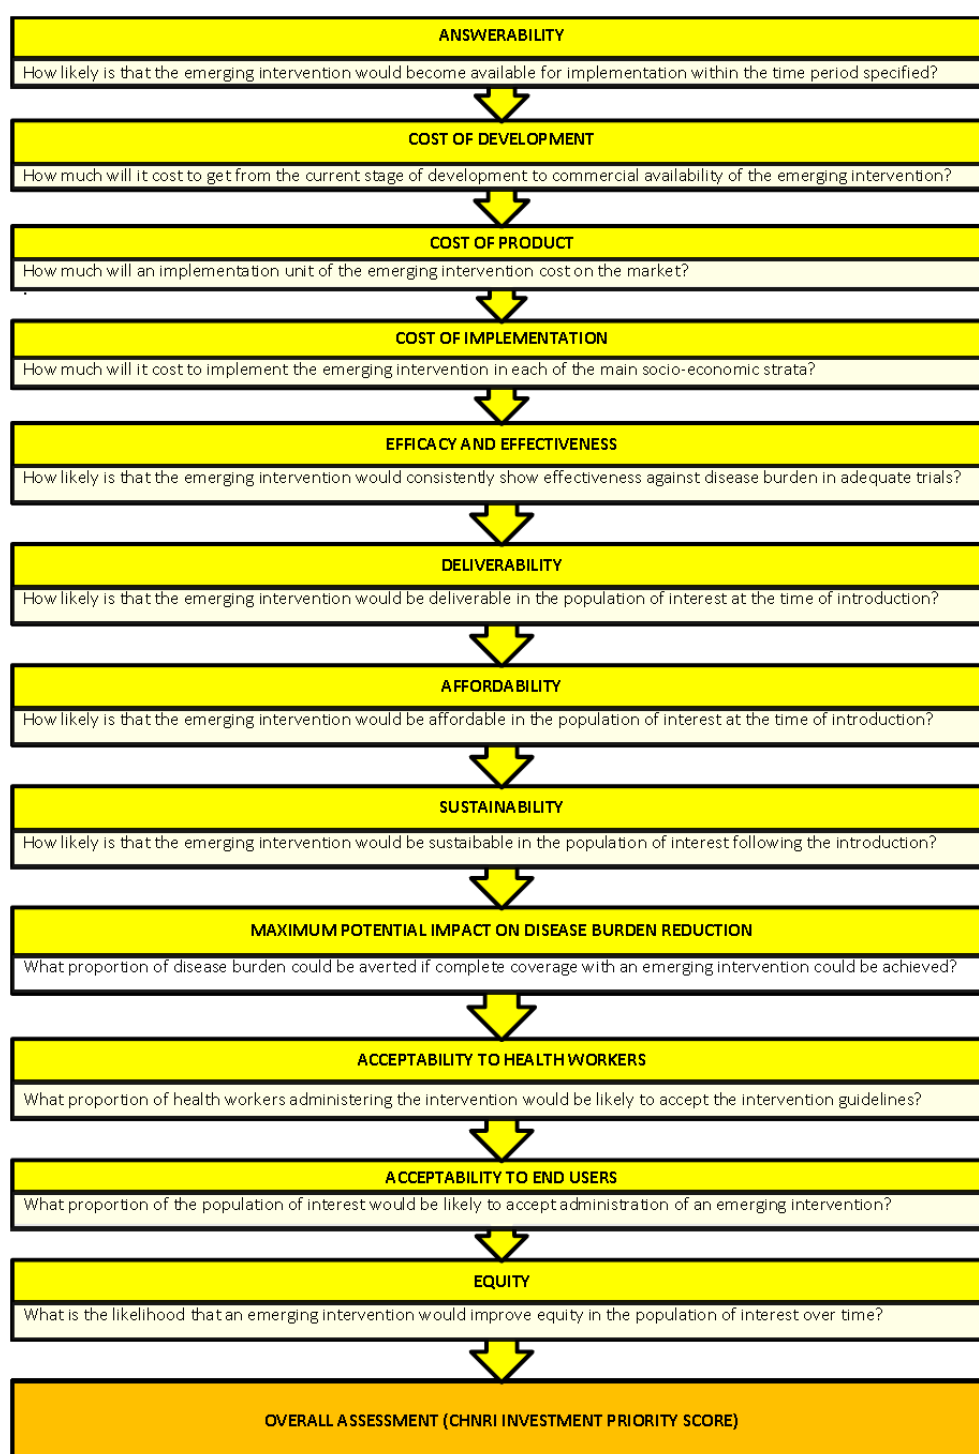 ANSWERABILITY
How likely is that the emerging intervention would become available for implementation within the time period specified?
COST OF DEVELOPMENT
How much will it cost to get from the current stage of development to commercial availability of the emerging intervention?
COST OF PRODUCT
How much will an implementation unit of the emerging intervention cost on the market?
.
COST OF IMPLEMENTATION
How much will it cost to implement the emerging intervention in each of the main socio-economic strata?
EFFICACY AND EFFECTIVENESS
How likely is that the emerging intervention would consistently show effectiveness against disease burden in adequate trials?
DELIVERABILITY
How likely is that the emerging intervention would be deliverable in the population of interest at the time of introduction?
AFFORDABILITY
How likely is that the emerging intervention would be affordable in the population of interest at the time of introduction?
SUSTAINABILITY
How likely is that the emerging intervention would be sustaibable in the population of interest following the introduction?
MAXIMUM POTENTIAL IMPACT ON DISEASE BURDEN REDUCTION
What proportion of disease burden could be averted if complete coverage with an emerging intervention could be achieved?
ACCEPTABILITY TO HEALTH WORKERS
What proportion of health workers administering the intervention would be likely to accept the intervention guidelines?
ACCEPTABILITY TO END USERS
What proportion of the population of interest would be likely to accept administration of an emerging intervention?
EQUITY
What is the likelihood that an emerging intervention would improve equity in the population of interest over time?
OVERALL ASSESSMENT (CHNRI INVESTMENT PRIORITY SCORE)